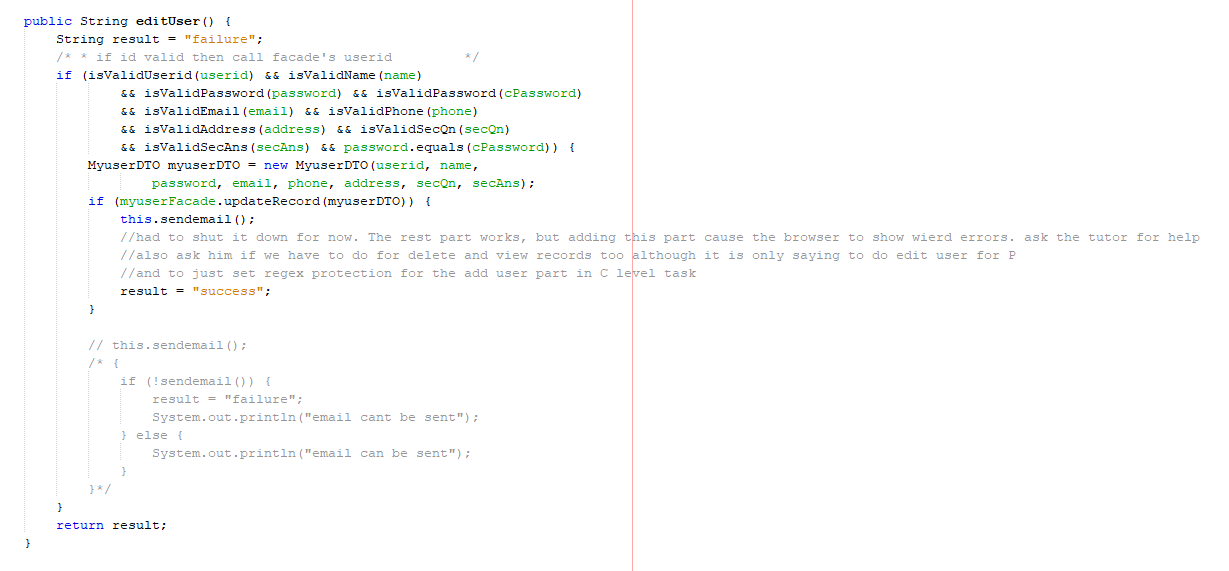 public String editUser() {
String result = "failure";
/* * if id valid then call facade's userid */
if (isValidUserid(userid) && isValidName(name)
&& isValidPassword(password) && isValidPassword(cPassword)
&& isValidEmail(email) && isValidPhone(phone)
&& isValidAddress(address) && isValidSecQn(secQn)
&& isValidSecAns(secAns) && password.equals(cPassword)) {
MyuserDTO myuserDTO = new MyuserDTO(userid, name,
password, email, phone, address, secQn, secAns);
if (myuserFacade.updateRecord(myuserDTO)) {
this.sendemail();
//had to shut it down for now. The rest part works, but adding this part cause the browser to show wierd errors. ask the tutor for help
//also ask him if we have to do for delete and view records too although it is only saying to do edit user for P
//and to just set regex protection for the add user part in C level task
result = "success";
}
// this.sendemail();
/* {
if (!sendemail()) {
result = "failure";
System.out.println("email cant be sent");
} else {
System.out.println("email can be sent");
}
}*/
}
return result;
}